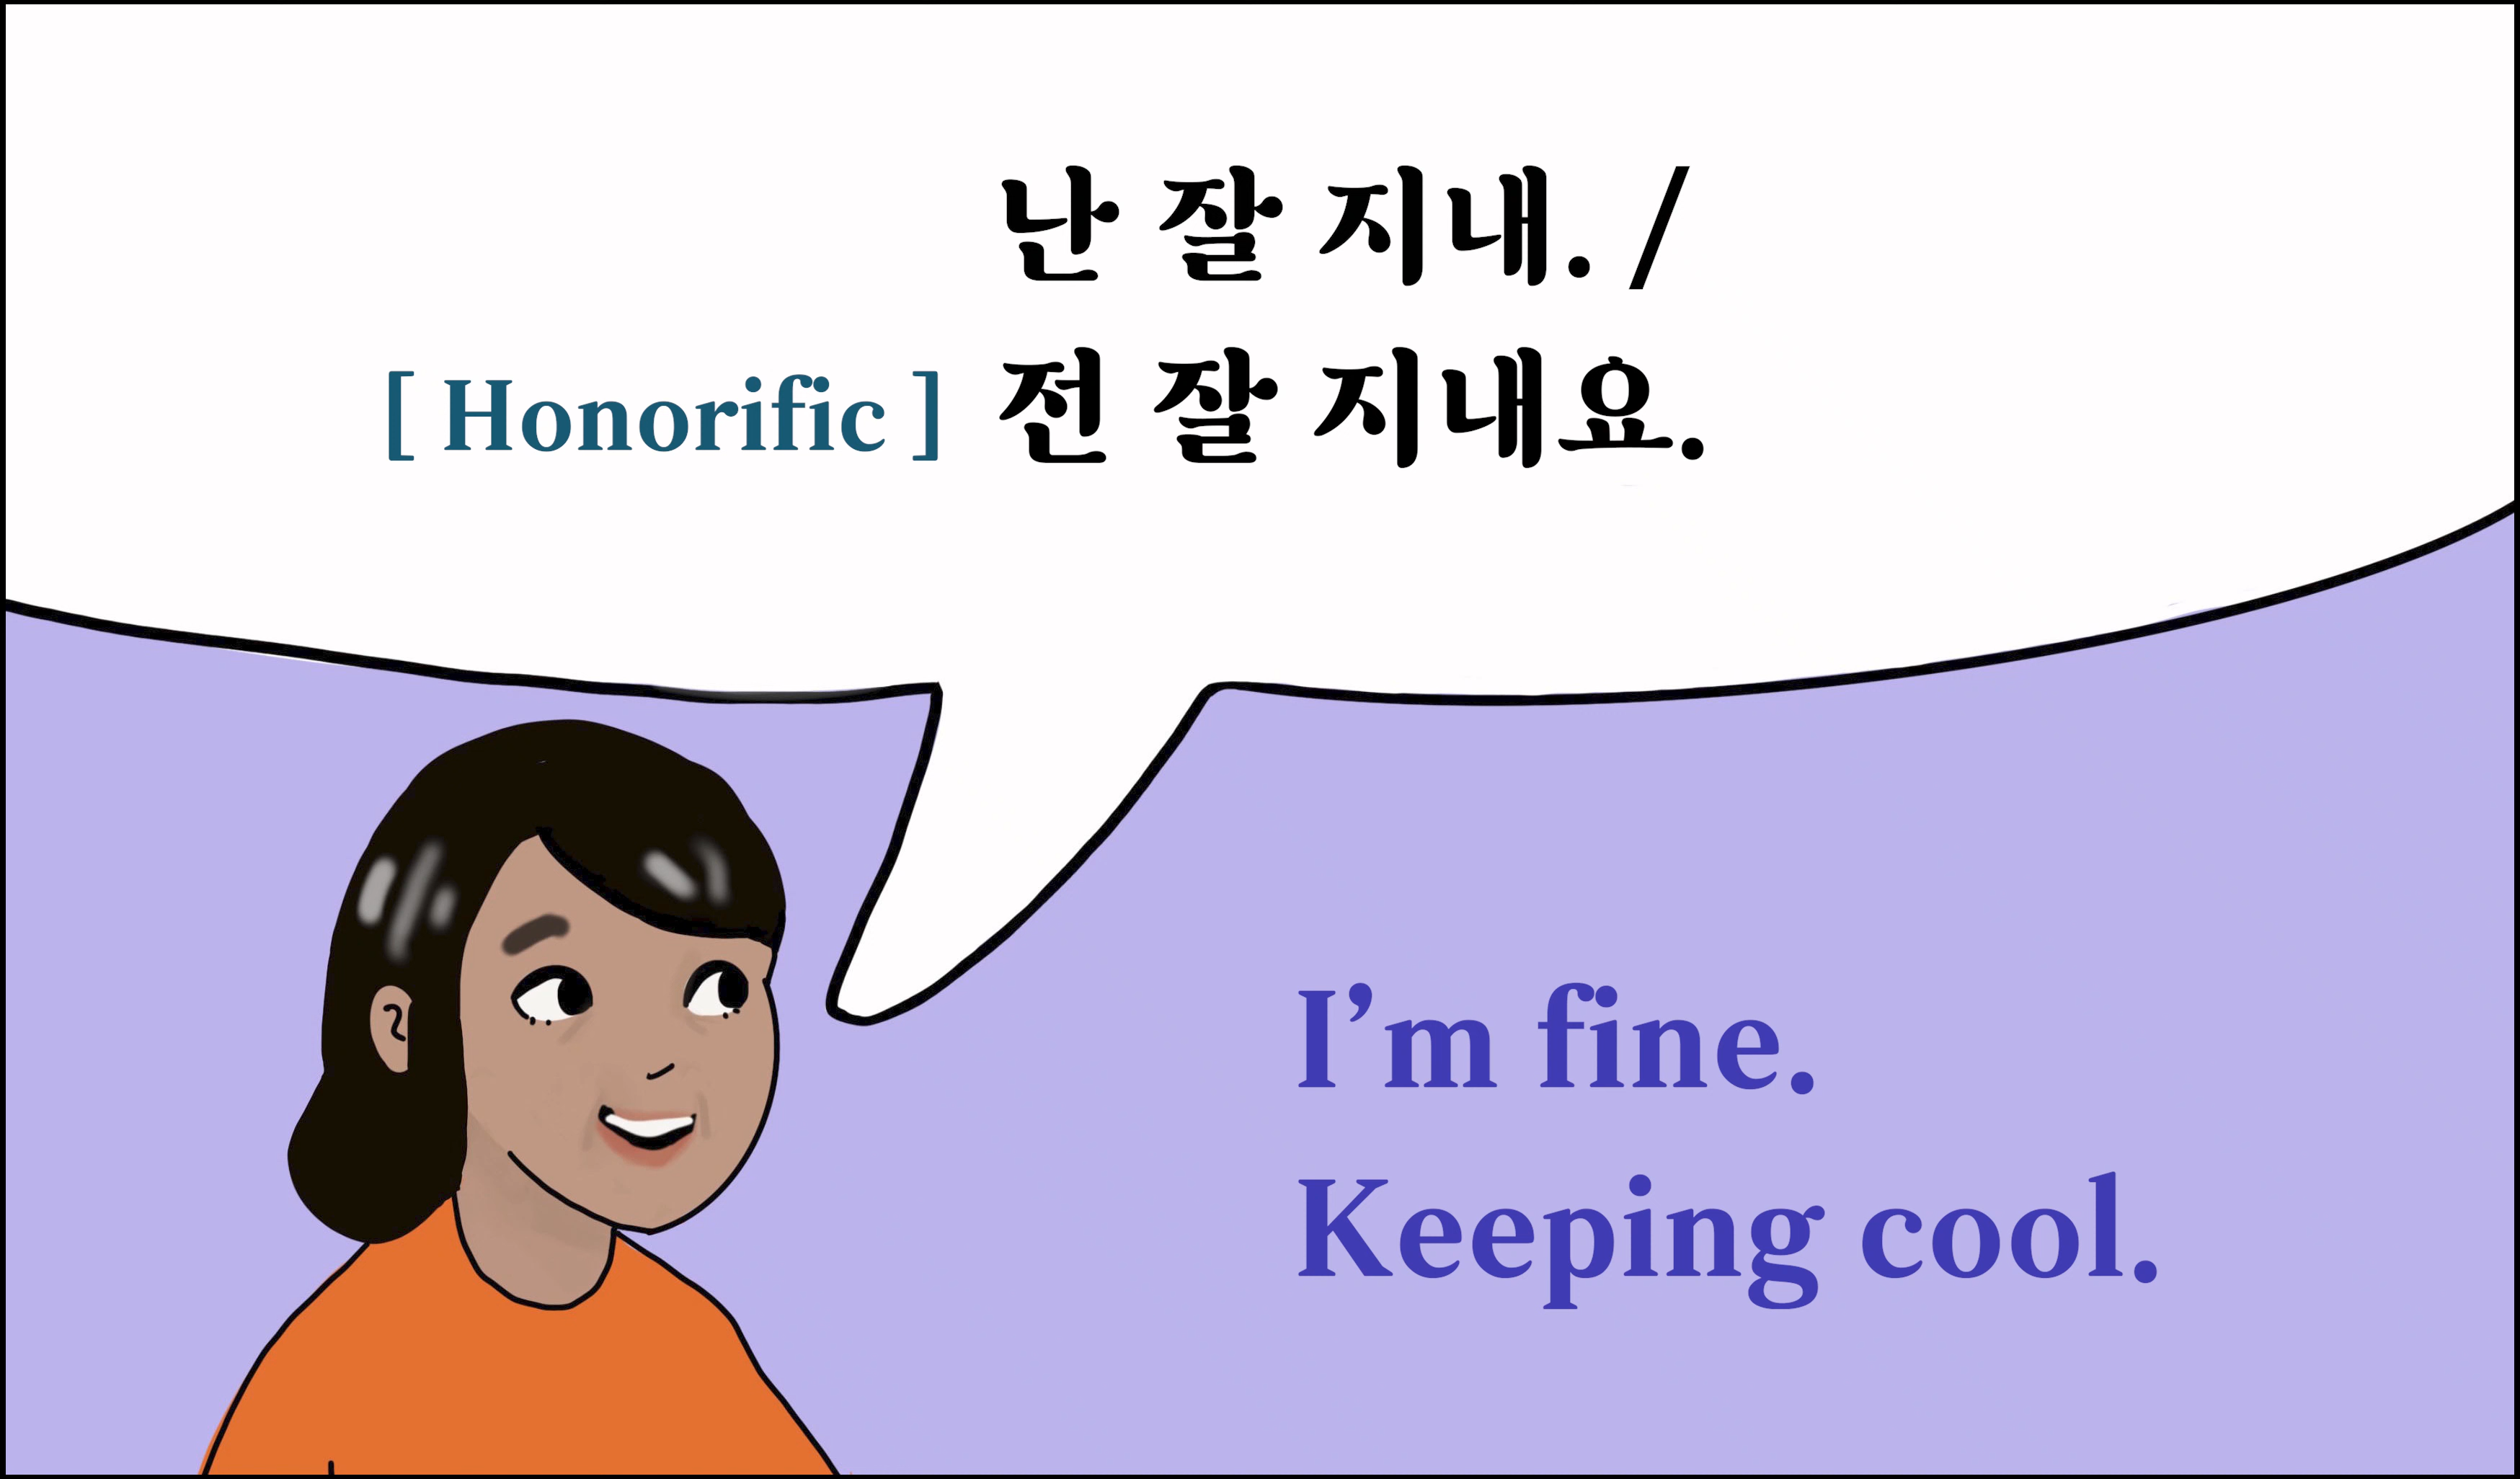 난 잘 지내. /
[ Honorific ] 전 잘 지내요.
I’m fine.
Keeping cool.